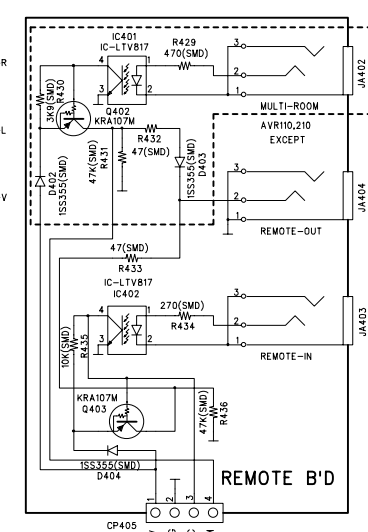 IC401
IC-LTV817
R429
470(SMD)
R
4
1
3
2
3
2
1
JA402
3K9(SMD)
R430
Q402
KRA107M
MULTI-ROOM
AVR110,210
EXCEPT
L
R432
47(SMD)
47K(SMD)
R431
D402
1SS355(SMD)
1SS355(SMD)
D403
V
3
2
1
JA404
REMOTE-OUT
47(SMD)
R433
IC-LTV817
IC402
270(SMD)
R434
4
1
3
2
3
2
1
JA403
REMOTE-IN
10K(SMD)
R435
KRA107M
Q403
47K(SMD)
R436
1SS355(SMD)
D404
REMOTE B'D
1
2
3
4
CP405